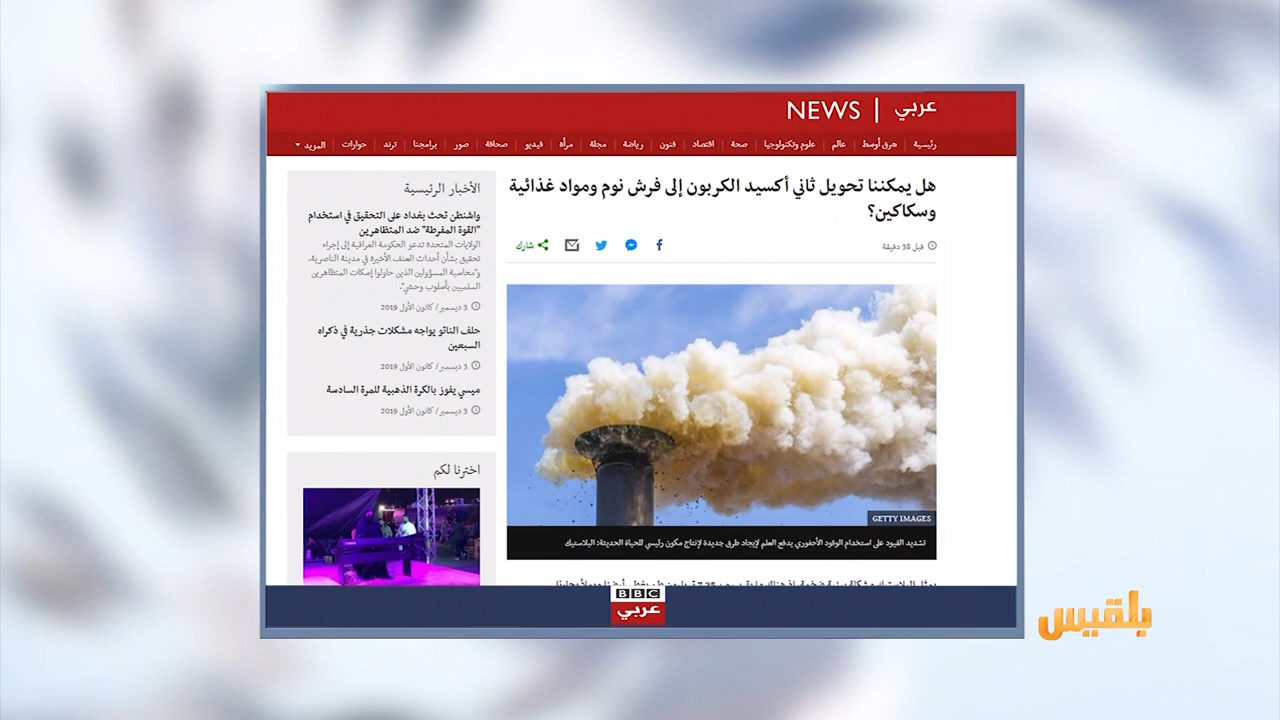 عربي | NEWS
رئيسية شرق أوسط عالم علوم وتكنولوجيا صحة اقتصاد فنون رياضة مجلة مرأة فيديو صحافة صور برامجنا ترند حوارات المزيد
هل يمكننا تحويل ثاني أكسيد الكربون إلى فرش نوم ومواد غذائية
وسكاكين؟
قبل 38 دقيقة
شارك
GETTY IMAGES
تشديد القيود على استخدام الوقود الأحفوري يدفع العلم لإيجاد طرق جديدة لإنتاج مكون رئيسي للحياة الحديثة: البلاستيك
الأخبار الرئيسية
واشنطن تحث بغداد على التحقيق في استخدام
"القوة المفرطة" ضد المتظاهرين
الولايات المتحدة تدعو الحكومة العراقية إلى إجراء
تحقيق بشأن أحداث العنف الأخيرة في مدينة الناصرية،
و"محاسبة المسؤولين الذين حاولوا إسكات المتظاهرين
السلميين بأسلوب وحشي".
3 ديسمبر/ كانون الأول 2019
حلف الناتو يواجه مشكلات جذرية في ذكراه
السبعين
3 ديسمبر/ كانون الأول 2019
ميسي يفوز بالكرة الذهبية للمرة السادسة
3 ديسمبر/ كانون الأول 2019
اخترنا لكم
BBC
عربي
بلقيس